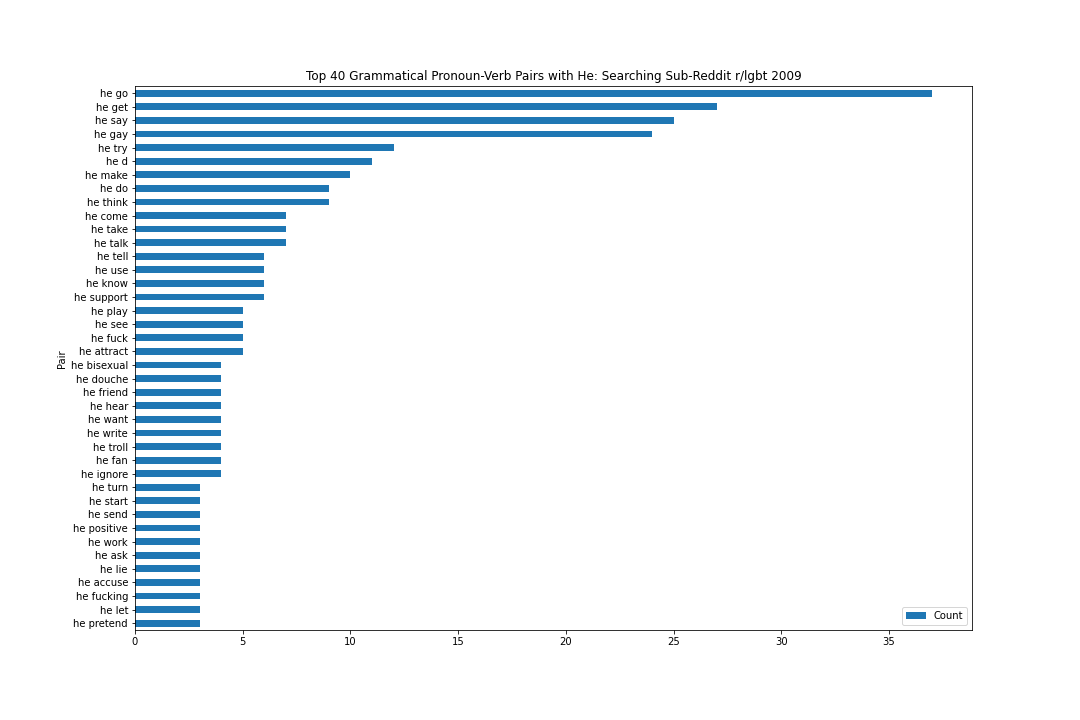 Top 40 Grammatical Pronoun-Verb Pairs with He: Searching Sub-Reddit r/lgbt 2009
he go
he get
he say
he gay
he try
he d
he make
he do
he think
he come
he take
he talk
he tell
he use
he know
he support
he play
he see
he fuck
he attract
Pair
he bisexual
he douche
he friend
he hear
he want
he write
he troll
he fan
he ignore
he turn
he start
he send
he positive
he work
he ask
he lie
he accuse
he fucking
he let
he pretend
Count
0 5 10 15 20 25 30 35